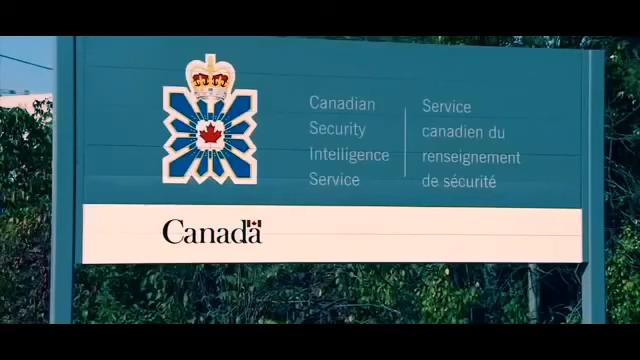 Canadian
Security
Intelligence
Service
Service
canadien du
renseignement
de sécurité
Canada